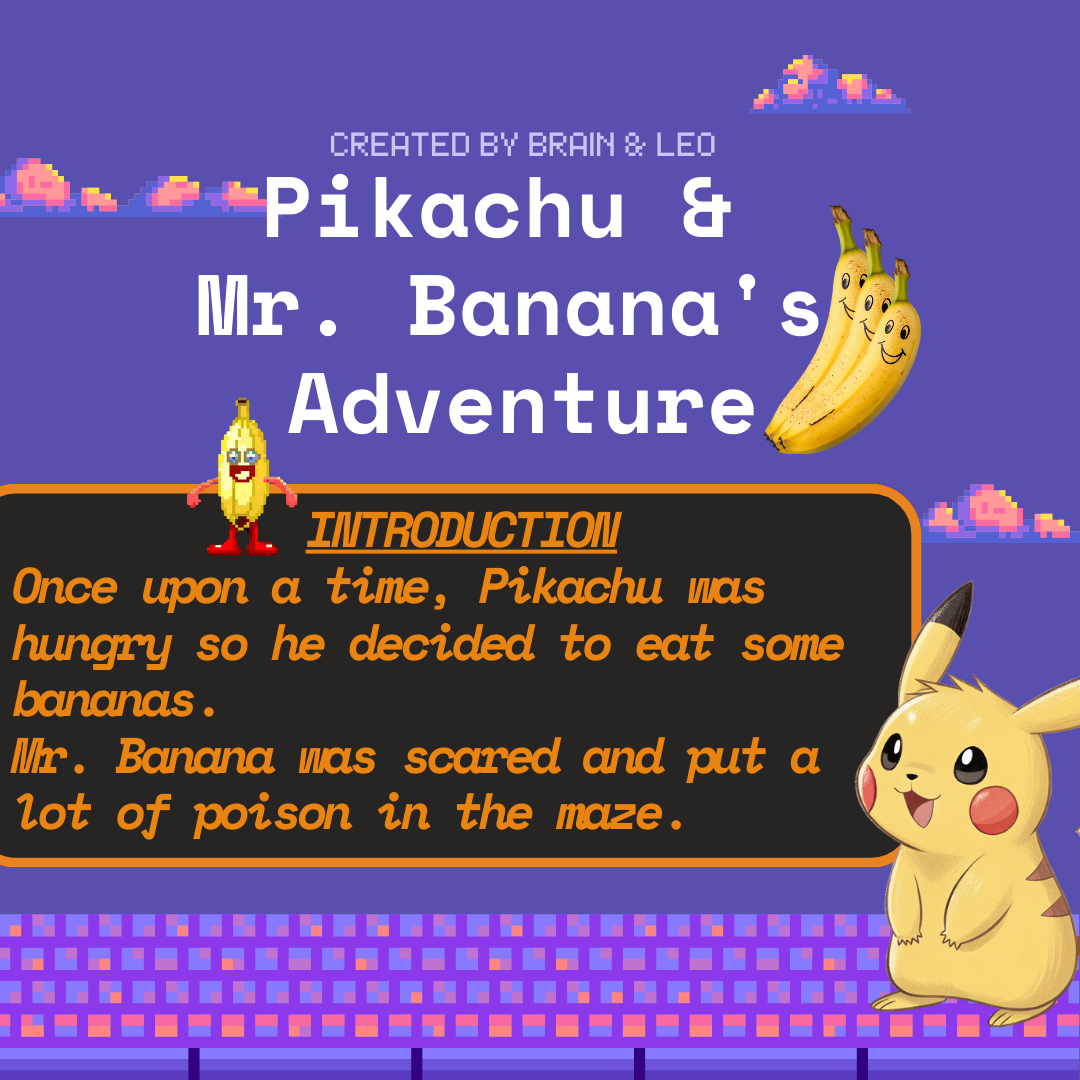 CREATED BY BRAIN & LEO
Pikachu &
Mr. Banana's
Adventure
INTRODUCTION
Once upon a time, Pikachu was
hungry so he decided to eat some
bananas.
Mr. Banana was scared and put a
lot of poison in the maze.